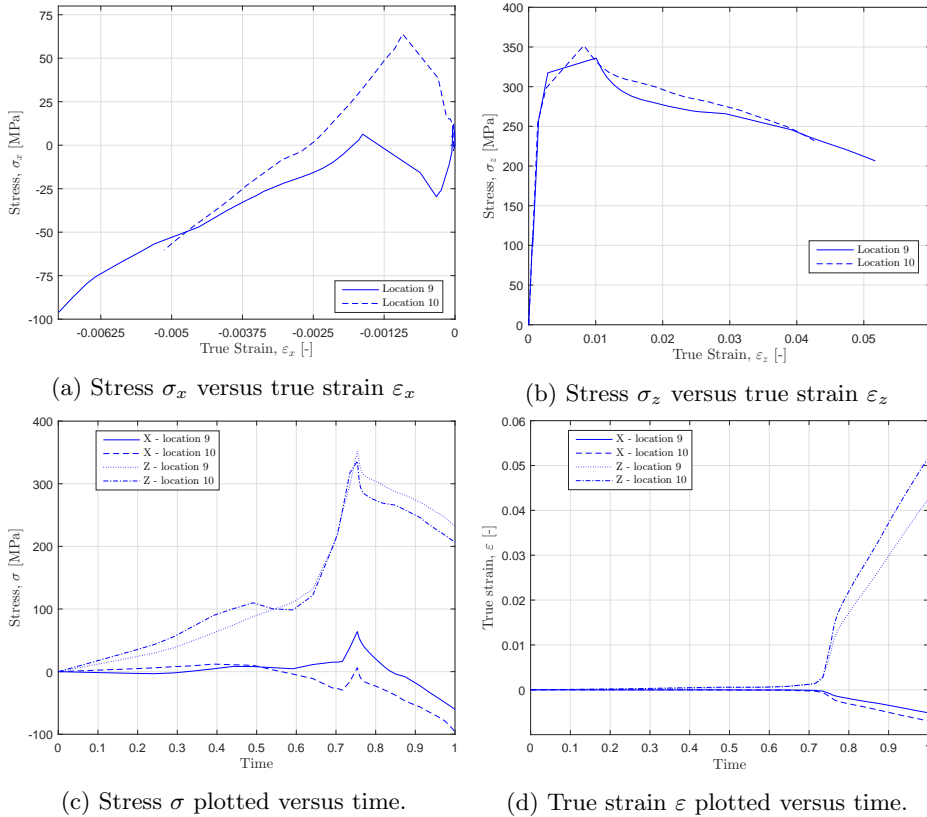 75
50
25
0
-25
-50
-75
-100
Stress, σx [MPa]
-0.00625
-0.005
-0.00375
-0.0025
-0.00125
0
True Strain, εx [-]
Location 9
Location 10
(a) Stress σx versus true strain εx
400
350
300
250
200
150
100
50
0
Stress, σz [MPa]
0
0.01
0.02
0.03
0.04
0.05
True Strain, εz [-]
Location 9
Location 10
(b) Stress σz versus true strain εz
400
300
200
100
0
-100
Stress, σ [MPa]
X - location 9
X - location 10
Z - location 9
Z - location 10
0 0.1 0.2 0.3 0.4 0.5 0.6 0.7 0.8 0.9 1
Time
(c) Stress σ plotted versus time.
0.06
0.05
0.04
0.03
0.02
0.01
0
True strain, ε [-]
X - location 9
X - location 10
Z - location 9
Z - location 10
0 0.1 0.2 0.3 0.4 0.5 0.6 0.7 0.8 0.9 1
Time
(d) True strain ε plotted versus time.